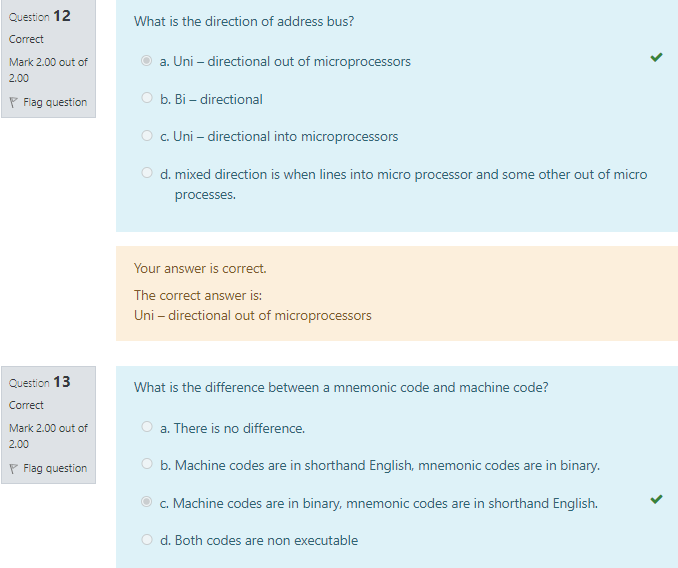 Question 12
Correct
Mark 2.00 out of
2.00
Flag question
What is the direction of address bus?
a. Uni – directional out of microprocessors
b. Bi – directional
c. Uni – directional into microprocessors
d. mixed direction is when lines into micro processor and some other out of micro
processes.
Your answer is correct.
The correct answer is:
Uni – directional out of microprocessors
Question 13
Correct
Mark 2.00 out of
2.00
Flag question
What is the difference between a mnemonic code and machine code?
a. There is no difference.
b. Machine codes are in shorthand English, mnemonic codes are in binary.
c. Machine codes are in binary, mnemonic codes are in shorthand English.
d. Both codes are non executable